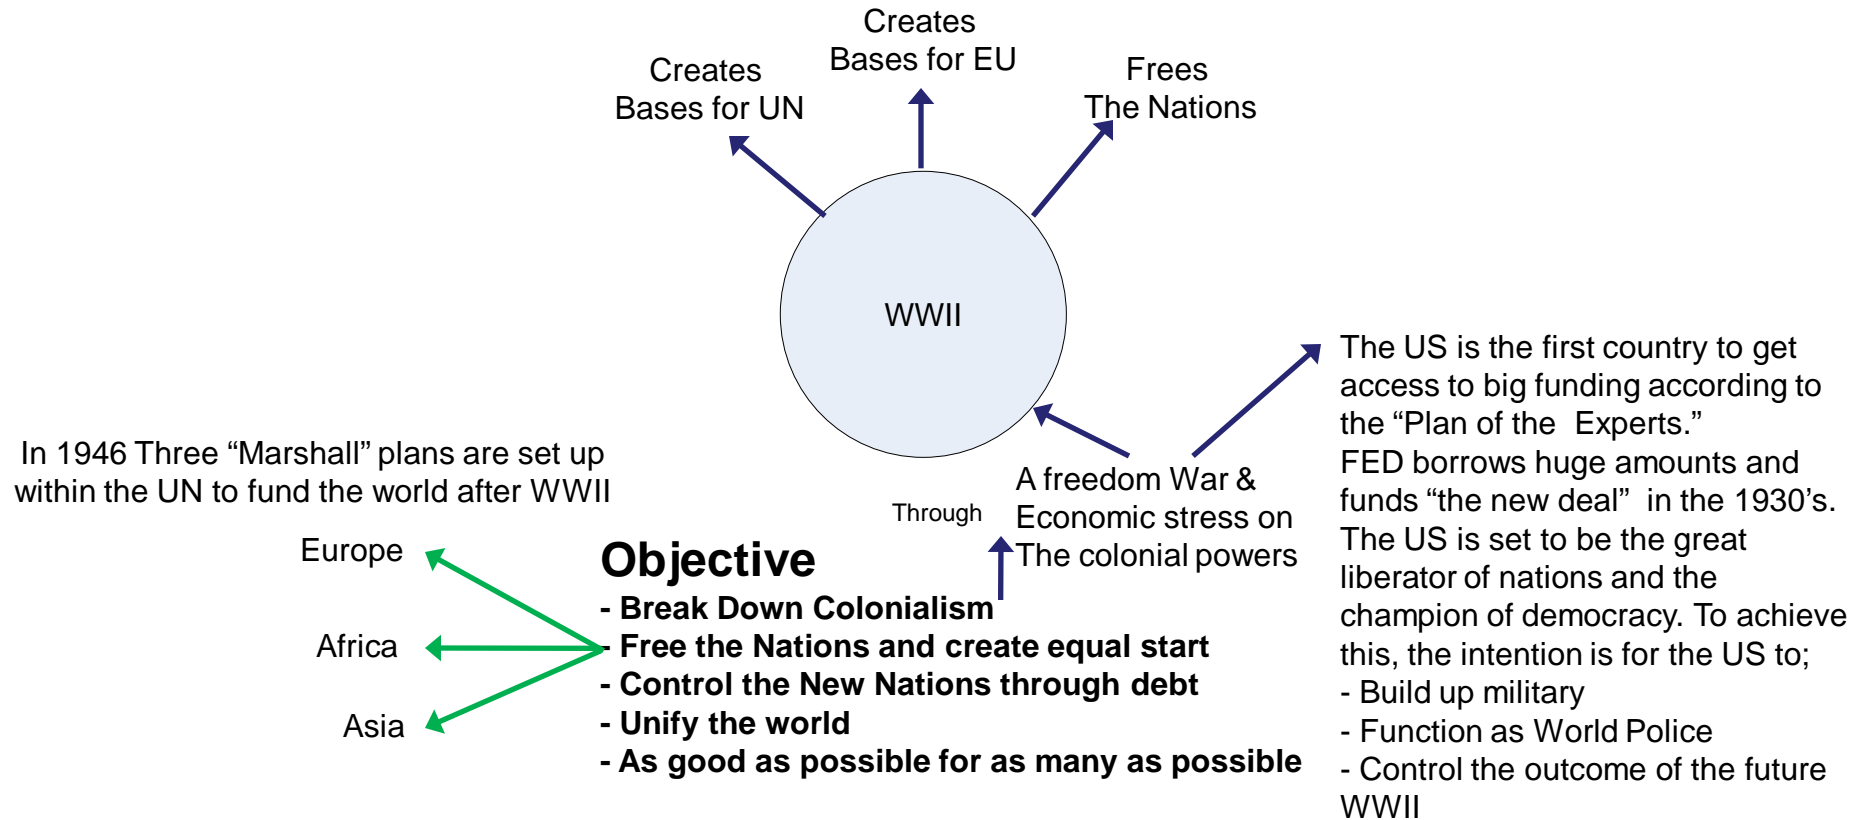 Creates
Bases for EU
Creates
Bases for UN
Frees
The Nations
WWII
The US is the first country to get
access to big funding according to
the “Plan of the Experts.”
FED borrows huge amounts and
funds “the new deal” in the 1930’s.
The US is set to be the great
liberator of nations and the
champion of democracy. To achieve
this, the intention is for the US to;
- Build up military
- Function as World Police
- Control the outcome of the future
WWII
In 1946 Three “Marshall” plans are set up
within the UN to fund the world after WWII
Europe
Africa
Asia
Through
A freedom War &
Economic stress on
The colonial powers
Objective
- Break Down Colonialism
- Free the Nations and create equal start
- Control the New Nations through debt
- Unify the world
- As good as possible for as many as possible